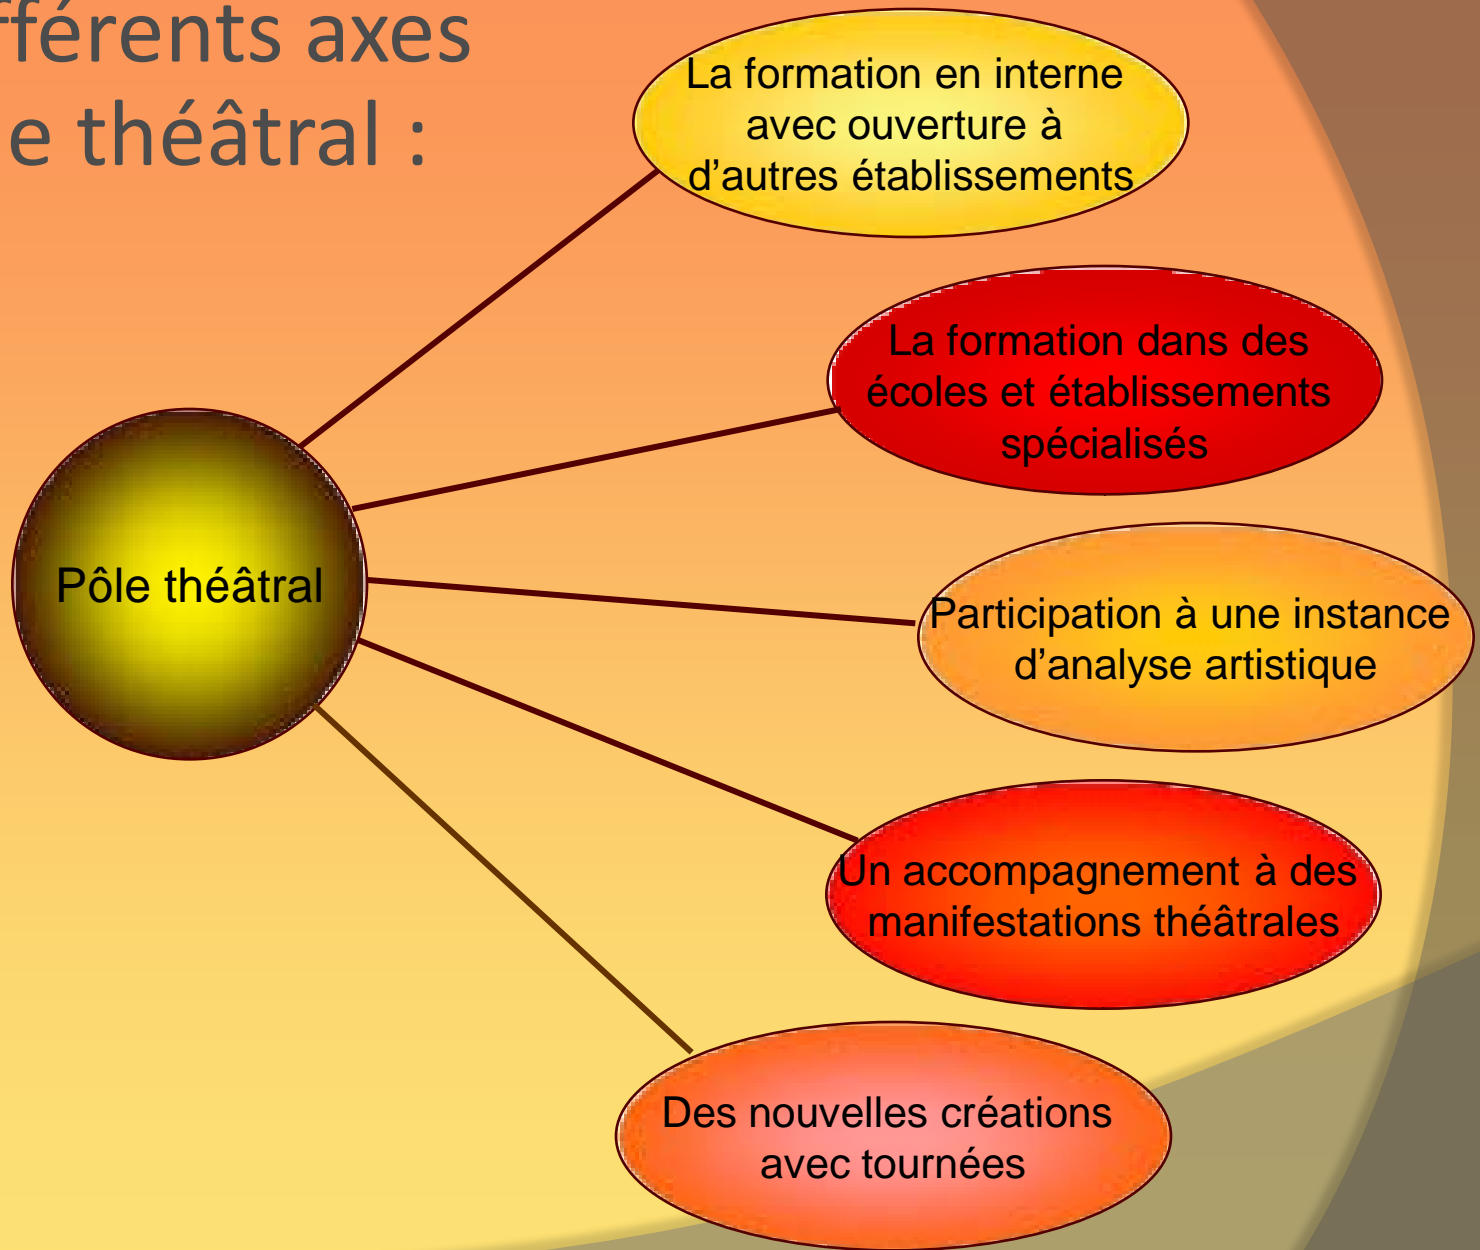 fférents axes
e théâtral :
La formation en interne
avec ouverture à
d’autres établissements
La formation dans des
écoles et établissements
spécialisés
Pôle théâtral
Participation à une instance
d’analyse artistique
Un accompagnement à des
manifestations théâtrales
Des nouvelles créations
avec tournées